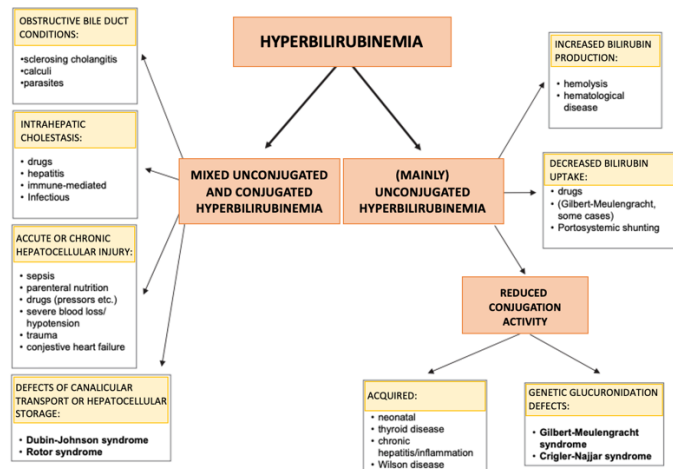 HYPERBILIRUBINEMIA
OBSTRUCTIVE BILE DUCT
CONDITIONS:
•sclerosing cholangitis
•calculi
•parasites
INTRAHEPATIC
CHOLESTASIS:
• drugs
• hepatitis
• immune-mediated
• Infectious
ACCUTE OR CHRONIC
HEPATOCELLULAR INJURY:
• sepsis
• parenteral nutrition
• drugs (pressors etc.)
• severe blood loss/
hypotension
• trauma
• conjestive heart failure
DEFECTS OF CANALICULAR
TRANSPORT OR HEPATOCELLULAR
STORAGE:
• Dubin-Johnson syndrome
• Rotor syndrome
MIXED UNCONJUGATED
AND CONJUGATED
HYPERBILIRUBINEMIA
(MAINLY)
UNCONJUGATED
HYPERBILIRUBINEMIA
INCREASED BILIRUBIN
PRODUCTION:
• hemolysis
• hematological
disease
DECREASED BILIRUBIN
UPTAKE:
• drugs
• (Gilbert-Meulengracht,
some cases)
• Portosystemic shunting
REDUCED
CONJUGATION
ACTIVITY
ACQUIRED:
• neonatal
• thyroid disease
• chronic
hepatitis/inflammation
• Wilson disease
GENETIC GLUCURONIDATION
DEFECTS:
• Gilbert-Meulengracht
syndrome
• Crigler-Najjar syndrome